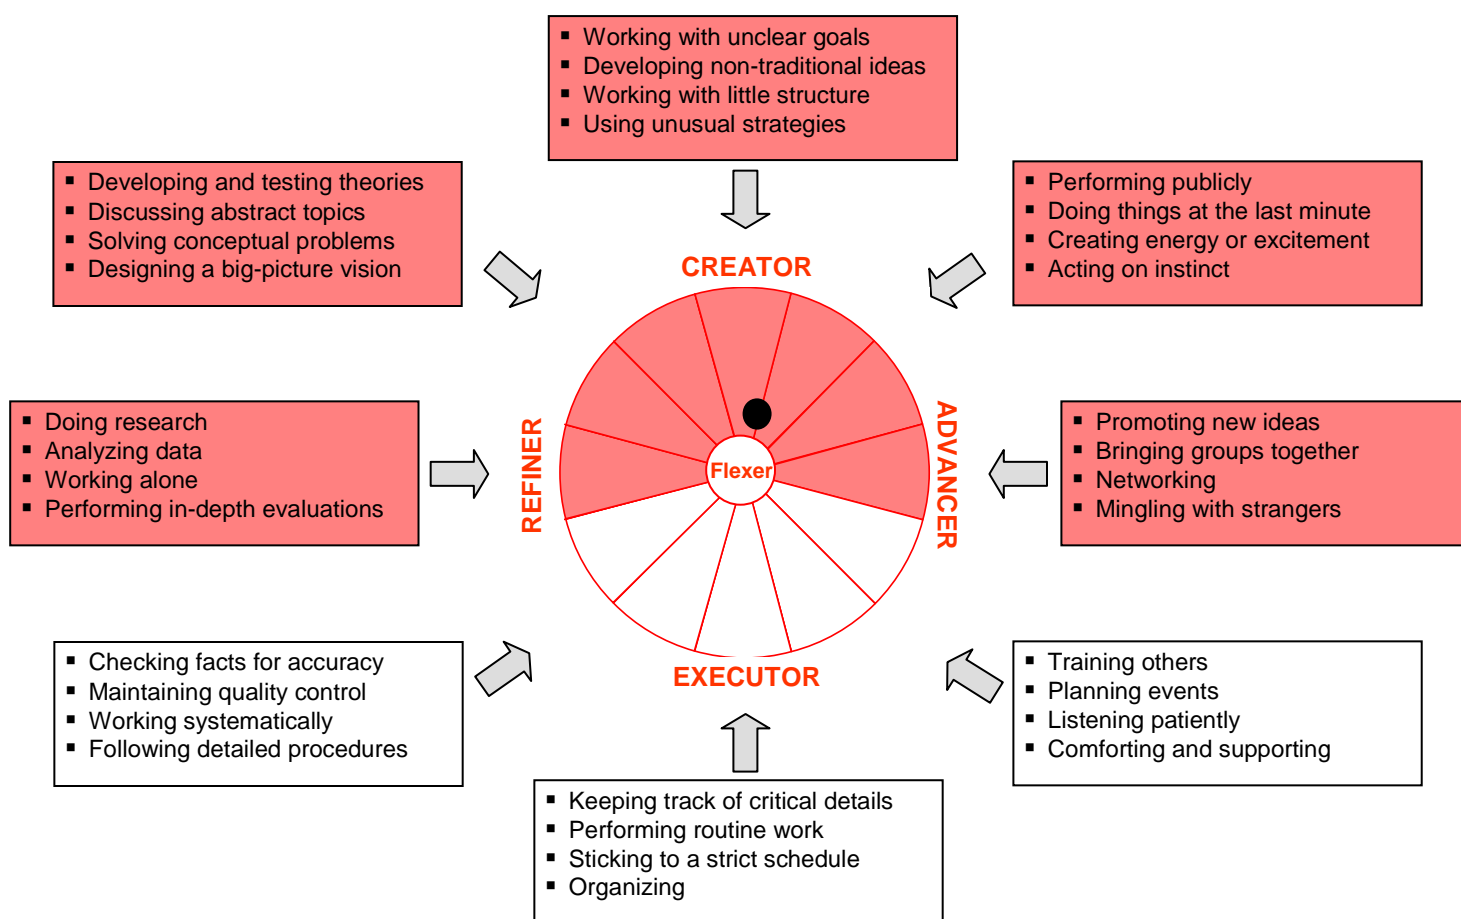 ▪ Working with unclear goals
▪ Developing non-traditional ideas
▪ Working with little structure
▪ Using unusual strategies
▪ Developing and testing theories
▪ Discussing abstract topics
▪ Solving conceptual problems
▪ Designing a big-picture vision
▪ Performing publicly
▪ Doing things at the last minute
▪ Creating energy or excitement
▪ Acting on instinct
CREATOR
▪ Doing research
▪ Analyzing data
▪ Working alone
▪ Performing in-depth evaluations
REFINER
Flexer
ADVANCER
▪ Promoting new ideas
▪ Bringing groups together
▪ Networking
▪ Mingling with strangers
EXECUTOR
▪ Checking facts for accuracy
▪ Maintaining quality control
▪ Working systematically
▪ Following detailed procedures
▪ Training others
▪ Planning events
▪ Listening patiently
▪ Comforting and supporting
▪ Keeping track of critical details
▪ Performing routine work
▪ Sticking to a strict schedule
▪ Organizing